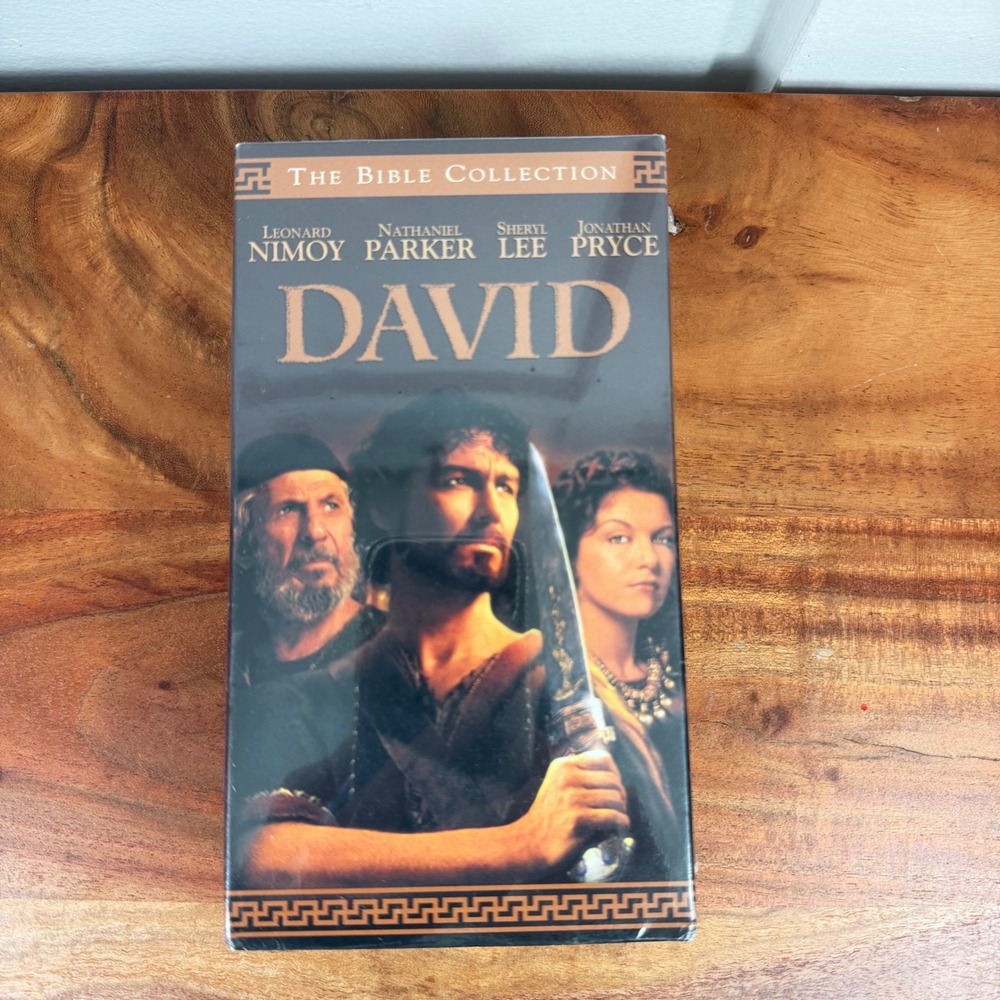 THE BIBLE COLLECTION
LEONARD NIMOY
NATHANIEL PARKER
SHERYL LEE
JONATHAN PRYCE
DAVID